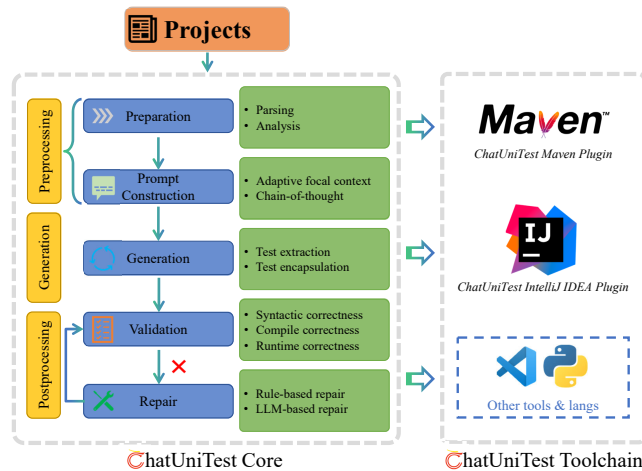 Projects
Preprocessing
Preparation
• Parsing
• Analysis
Prompt
Construction
• Adaptive focal context
• Chain-of-thought
Generation
Generation
• Test extraction
• Test encapsulation
Postprocessing
Validation
• Syntactic correctness
• Compile correctness
• Runtime correctness
Repair
• Rule-based repair
• LLM-based repair
ChatUniTest Core
Maven™
ChatUniTest Maven Plugin
IJ
ChatUniTest IntelliJ IDEA Plugin
Other tools & langs
ChatUniTest Toolchain